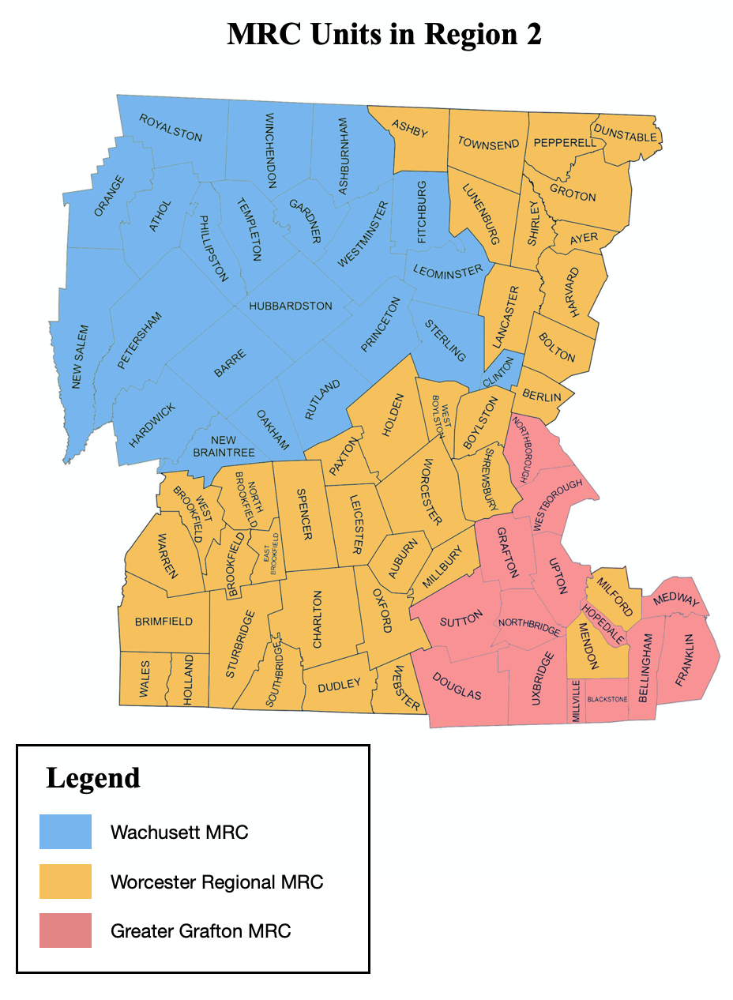 MRC Units in Region 2
ROYALSTON
WINCHENDON
ASHBURNHAM
ASHBY
TOWNSEND
PEPPERELL
DUNSTABLE
ORANGE
ATHOL
PHILLIPSTON
TEMPLETON
GARDNER
WESTMINSTER
FITCHBURG
LUNENBURG
SHIRLEY
GROTON
AYER
LEOMINSTER
HARVARD
HUBBARDSTON
NEW SALEM
PETERSHAM
BARRE
PRINCETON
STERLING
LANCASTER
BOLTON
CLINTON
BERLIN
RUTLAND
HARDWICK
OAKHAM
NEW
BRAINTREE
HOLDEN
WEST
BOYLSTON
BOYLSTON
NORTHBOROUGH
PAXTON
WORCESTER
SHREWSBURY
WESTBOROUGH
WEST
BROOKFIELD
NORTH
BROOKFIELD
SPENCER
LEICESTER
WARREN
BROOKFIELD
EAST
BROOKFIELD
AUBURN
MILLBURY
GRAFTON
UPTON
MILFORD
MEDWAY
BRIMFIELD
STURBRIDGE
CHARLTON
OXFORD
SUTTON
NORTHBRIDGE
HOPEDALE
MENDON
BELLINGHAM
FRANKLIN
WALES
HOLLAND
SOUTHBRIDGE
DUDLEY
WEBSTER
DOUGLAS
UXBRIDGE
MILLVILLE
BLACKSTONE
Legend
Wachusett MRC
Worcester Regional MRC
Greater Grafton MRC